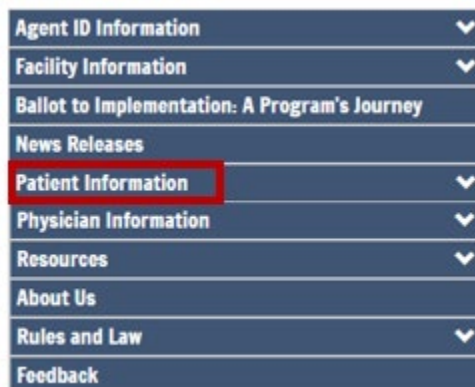 Agent ID Information
Facility Information
Ballot to Implementation: A Program's Journey
News Releases
Patient Information
Physician Information
Resources
About Us
Rules and Law
Feedback